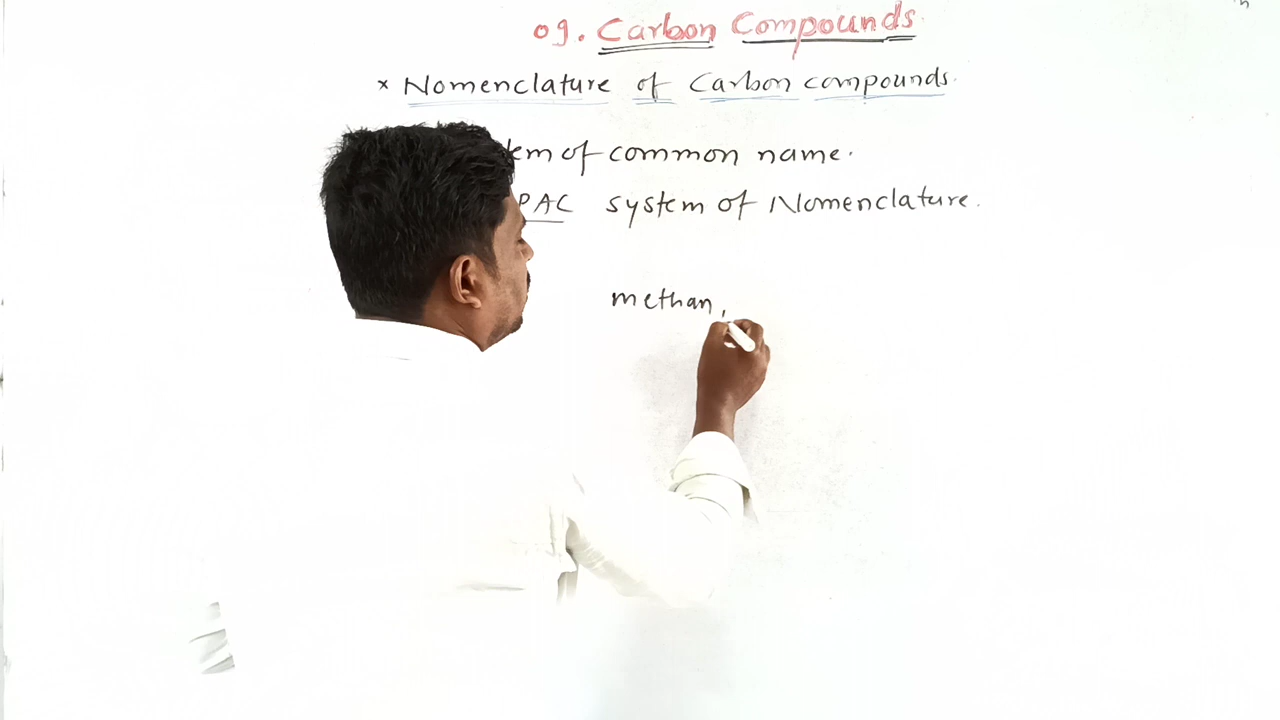 09. Carbon Compounds.
× Nomenclature of Carbon compounds.
tem of common name.
PAC system of Nomenclature.
methan